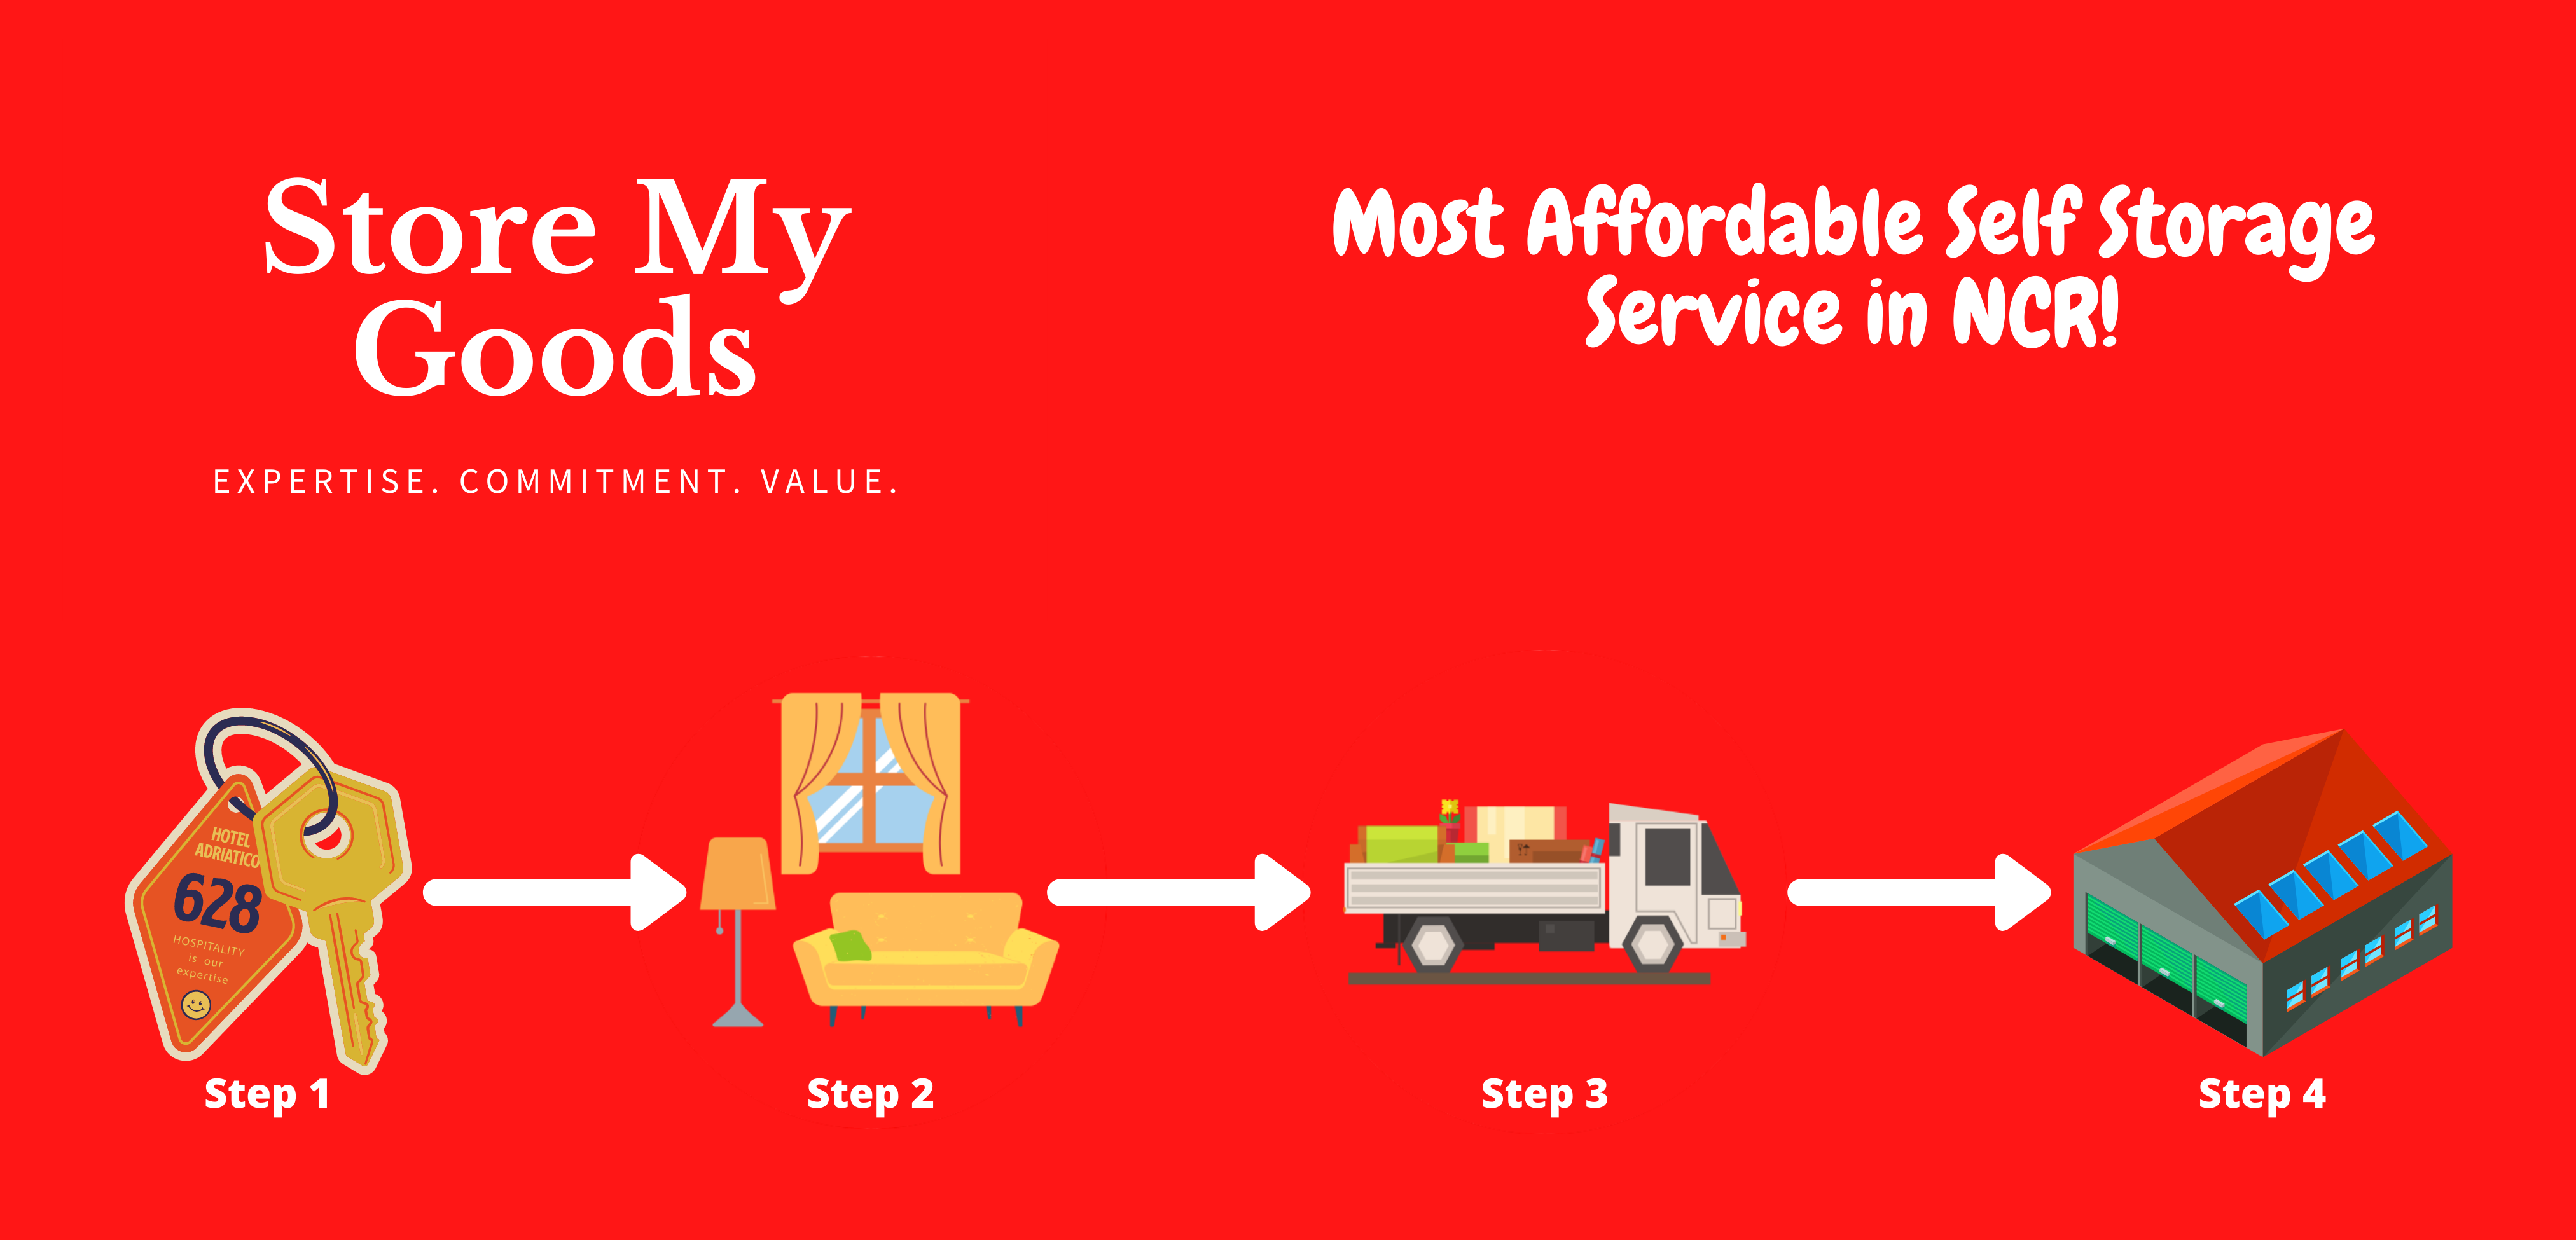 Store My
Goods
EXPERTISE. COMMITMENT. VALUE.
Most Affordable Self Storage
Service in NCR!
HOTEL
ADRIATICO
628
HOSPITALITY
is our
expertise
Step 1
Step 2
Step 3
Step 4